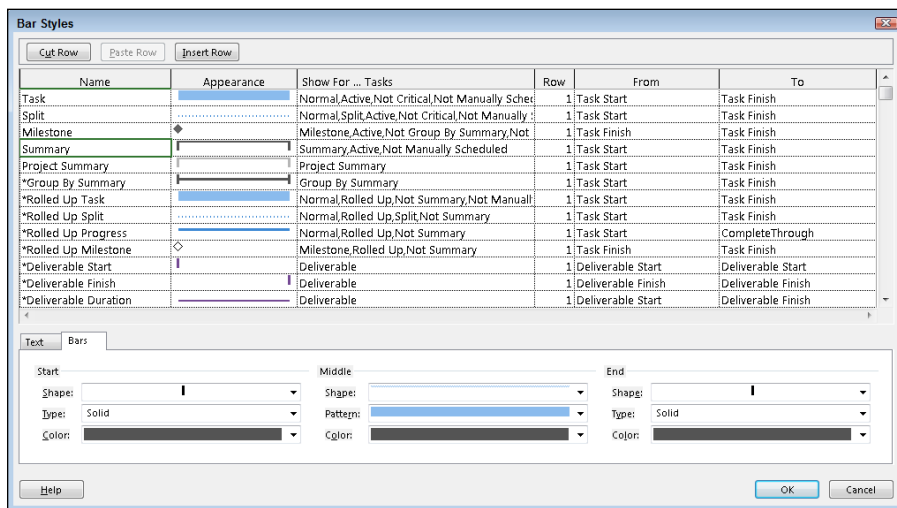 Bar Styles
Cut Row Paste Row Insert Row
Name Appearance Show For ... Tasks Row From To
Task Normal,Active,Not Critical,Not Manually Sched 1 Task Start Task Finish
Split Normal,Split,Active,Not Critical,Not Manually 1 Task Start Task Finish
Milestone Milestone,Active,Not Group By Summary,Not 1 Task Finish Task Finish
Summary Summary,Active,Not Manually Scheduled 1 Task Start Task Finish
Project Summary Project Summary 1 Task Start Task Finish
*Group By Summary Group By Summary 1 Task Start Task Finish
*Rolled Up Task Normal,Rolled Up,Not Summary,Not Manuall 1 Task Start Task Finish
*Rolled Up Split Normal,Rolled Up,Split,Not Summary 1 Task Start Task Finish
*Rolled Up Progress Normal,Rolled Up,Not Summary 1 Task Start CompleteThrough
*Rolled Up Milestone Milestone,Rolled Up,Not Summary 1 Task Finish Task Finish
*Deliverable Start Deliverable 1 Deliverable Start Deliverable Start
*Deliverable Finish Deliverable 1 Deliverable Finish Deliverable Finish
*Deliverable Duration Deliverable 1 Deliverable Start Deliverable Finish
Text Bars
Start Middle End
Shape: Shape: Shape:
Type: Solid Pattern: Type: Solid
Color: Color: Color:
Help OK Cancel